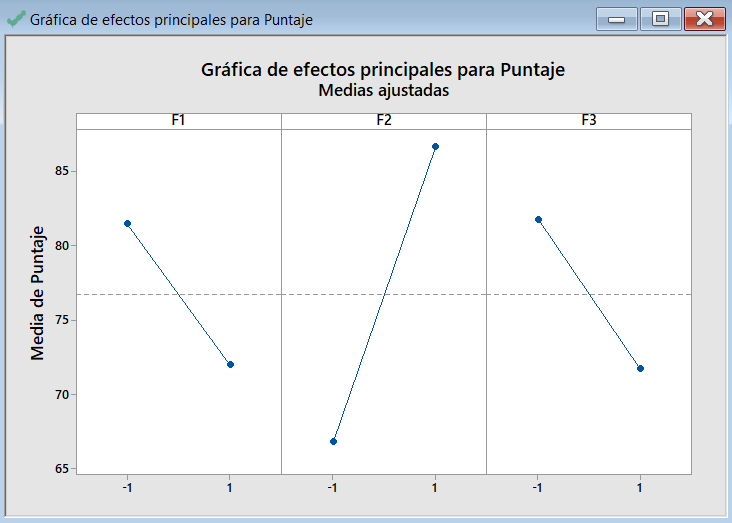 Gráfica de efectos principales para Puntaje
Gráfica de efectos principales para Puntaje
Medias ajustadas
F1 F2 F3
Media de Puntaje
85
80
75
70
65
-1 1 -1 1 -1 1